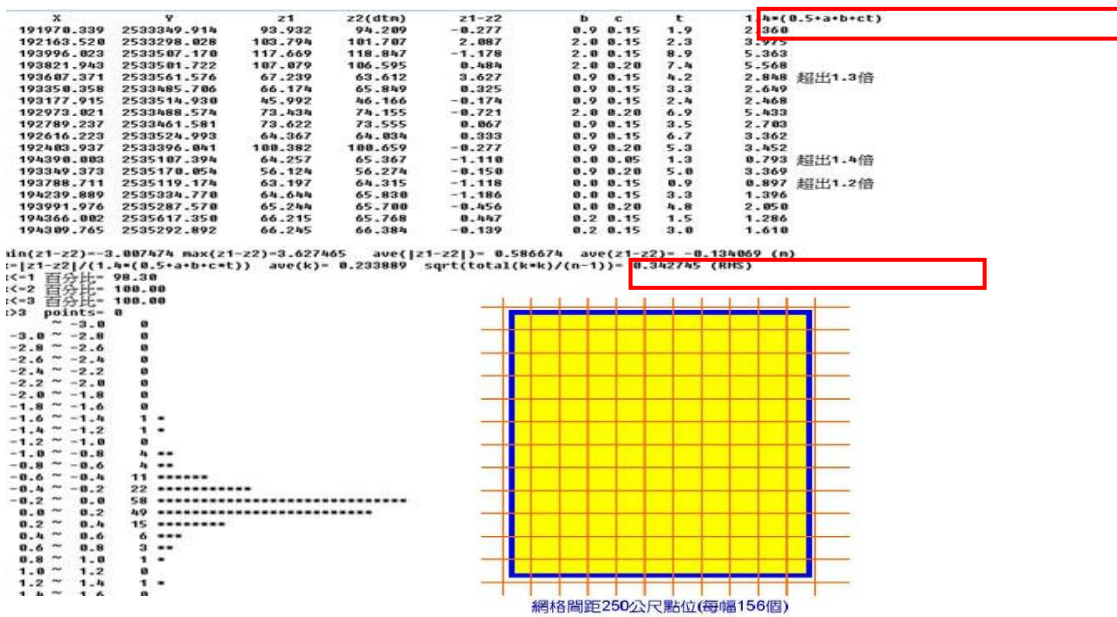 X Y z1 z2(dtm) z1-z2 b c t 1.4*(0.5+a+b+ct)
191970.339 2533349.914 93.932 94.209 -0.277 0.9 0.15 1.9 2.360
192163.520 2533298.028 103.794 101.707 2.087 2.0 0.15 2.3 3.975
193996.023 2533507.170 117.669 118.847 -1.178 2.0 0.15 8.9 5.363
193821.943 2533501.722 107.079 106.595 0.484 2.0 0.20 7.4 5.568
193607.371 2533561.576 67.239 63.612 3.627 0.9 0.15 4.2 2.848 超出1.3倍
193350.358 2533485.706 66.174 65.849 0.325 0.9 0.15 3.3 2.649
193177.915 2533514.930 45.992 46.166 -0.174 0.9 0.15 2.4 2.468
192973.021 2533488.574 73.434 74.155 -0.721 2.0 0.20 6.9 5.433
192789.237 2533461.581 73.622 73.555 0.067 0.9 0.15 3.5 2.703
192616.223 2533524.993 64.367 64.034 0.333 0.9 0.15 6.7 3.362
192403.937 2533396.041 100.382 100.659 -0.277 0.9 0.20 5.3 3.452
194390.003 2535107.394 64.257 65.367 -1.110 0.0 0.05 1.3 0.793 超出1.4倍
193349.373 2535170.054 56.124 56.274 -0.150 0.9 0.20 5.0 3.369
193788.711 2535119.174 63.197 64.315 -1.118 0.0 0.15 0.9 0.897 超出1.2倍
194239.889 2535334.770 64.644 65.830 -1.186 0.0 0.15 3.3 1.396
193991.976 2535287.570 65.244 65.700 -0.456 0.0 0.20 4.8 2.050
194366.002 2535617.350 66.215 65.768 0.447 0.2 0.15 1.5 1.286
194309.765 2535292.892 66.245 66.384 -0.139 0.2 0.15 3.0 1.610
in(z1-z2)=-3.007474 max(z1-z2)=3.627465 ave(|z1-z2|)= 0.586674 ave(z1-z2)= -0.134069 (m)
=|z1-z2|/(1.4*(0.5+a+b+c*t)) ave(k)= 0.233889 sqrt(total(k*k)/(n-1))= 0.342745 (RMS)
<=1 百分比= 98.30
<=2 百分比= 100.00
<=3 百分比= 100.00
>3 points= 0
~ -3.0 0
-3.0 ~ -2.8 0
-2.8 ~ -2.6 0
-2.6 ~ -2.4 0
-2.4 ~ -2.2 0
-2.2 ~ -2.0 0
-2.0 ~ -1.8 0
-1.8 ~ -1.6 0
-1.6 ~ -1.4 1 *
-1.4 ~ -1.2 1 *
-1.2 ~ -1.0 0
-1.0 ~ -0.8 4 **
-0.8 ~ -0.6 4 **
-0.6 ~ -0.4 11 ******
-0.4 ~ -0.2 22 ***********
-0.2 ~ 0.0 58 *****************************
0.0 ~ 0.2 49 *************************
0.2 ~ 0.4 15 ********
0.4 ~ 0.6 6 ***
0.6 ~ 0.8 3 **
0.8 ~ 1.0 1 *
1.0 ~ 1.2 0
1.2 ~ 1.4 1 *
1.4 ~ 1.6 0
網格間距250公尺點位(每幅156個)